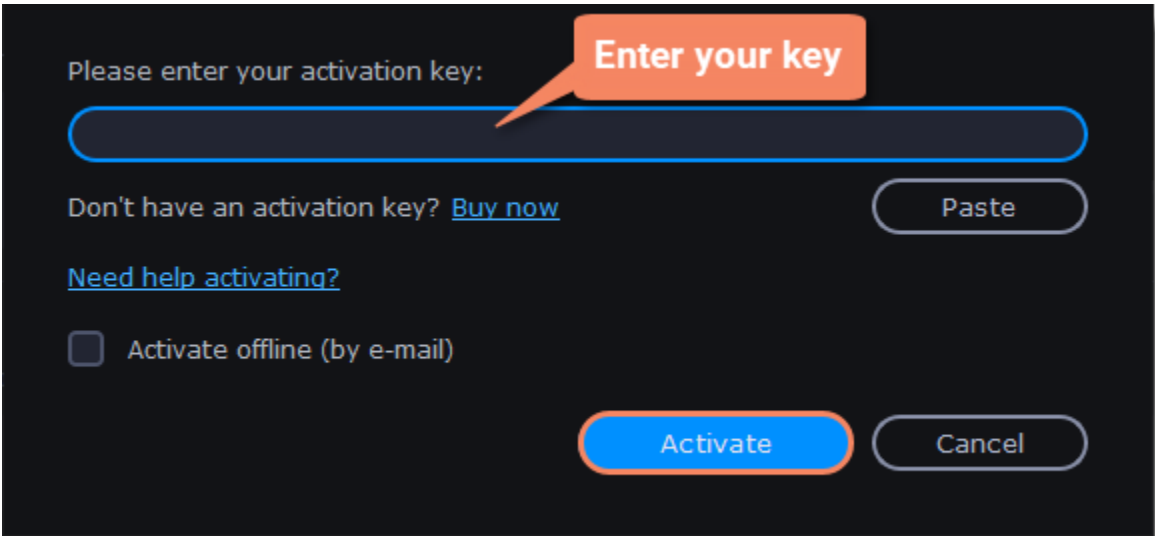 Enter your key
Please enter your activation key:
Don't have an activation key? Buy now
Paste
Need help activating?
Activate offline (by e-mail)
Activate
Cancel